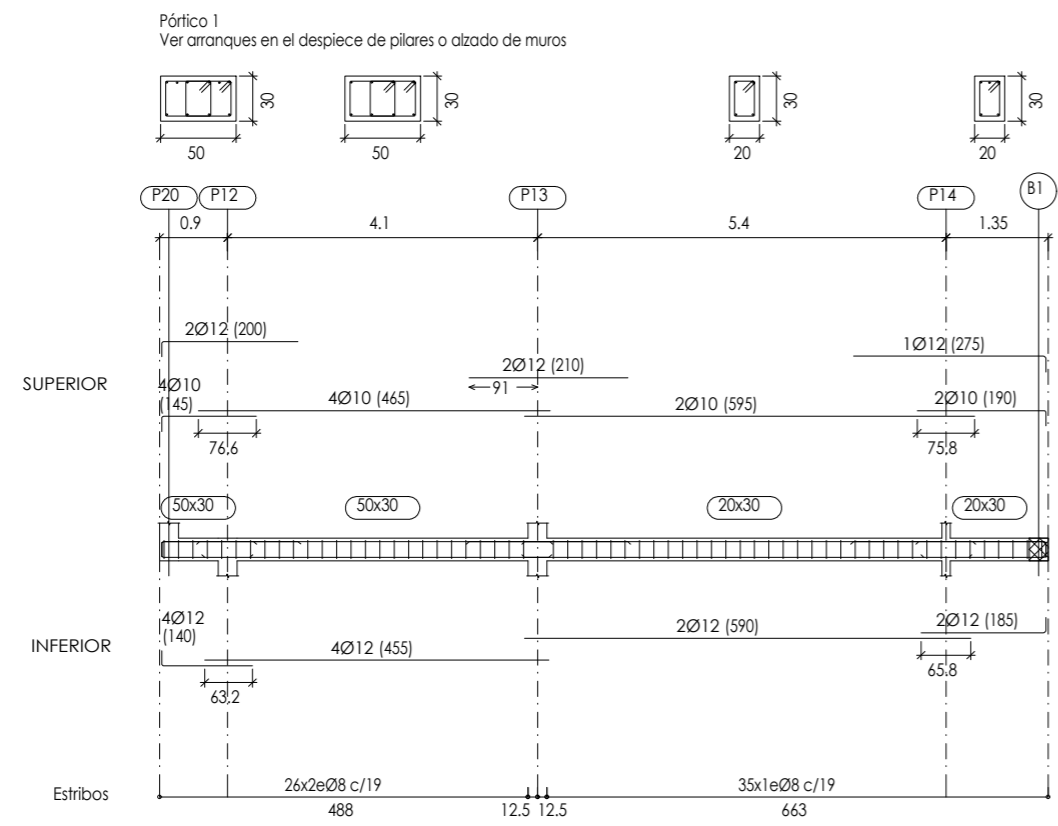 Pórtico 1
Ver arranques en el despiece de pilares o alzado de muros
30
30
30
30
50
50
20
20
P20
P12
P13
P14
B1
0.9
4.1
5.4
1.35
2Ø12 (200)
1Ø12 (275)
2Ø12 (210)
SUPERIOR
91
4Ø10
(145)
4Ø10 (465)
2Ø10 (595)
2Ø10 (190)
76.6
75.8
50x30
50x30
20x30
20x30
4Ø12
(140)
2Ø12 (590)
2Ø12 (185)
INFERIOR
4Ø12 (455)
65.8
63.2
Estribos
26x2eØ8 c/19
35x1eØ8 c/19
488
12.5
12.5
663